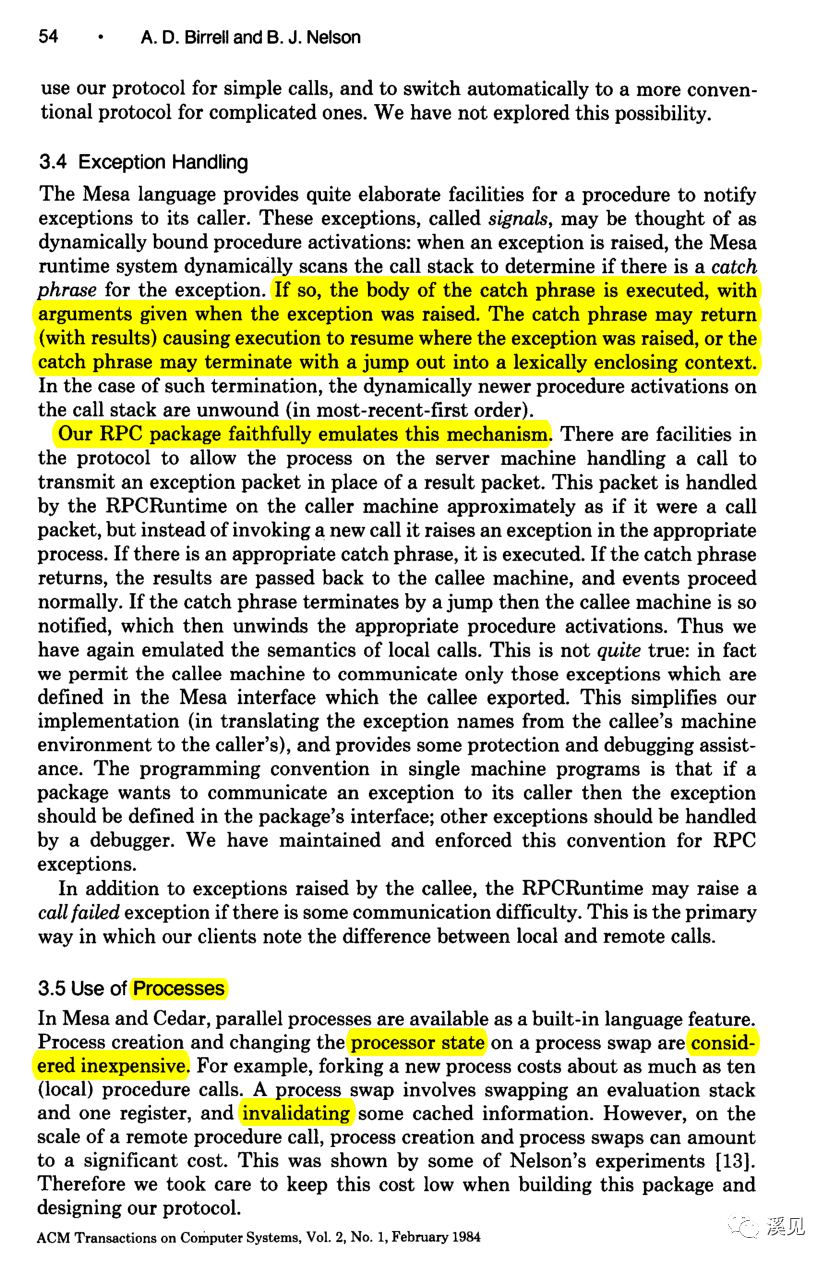 54 • A. D. Birrell and B. J. Nelson
use our protocol for simple calls, and to switch automatically to a more conven-
tional protocol for complicated ones. We have not explored this possibility.
3.4 Exception Handling
The Mesa language provides quite elaborate facilities for a procedure to notify
exceptions to its caller. These exceptions, called signals, may be thought of as
dynamically bound procedure activations: when an exception is raised, the Mesa
runtime system dynamically scans the call stack to determine if there is a catch
phrase for the exception. If so, the body of the catch phrase is executed, with
arguments given when the exception was raised. The catch phrase may return
(with results) causing execution to resume where the exception was raised, or the
catch phrase may terminate with a jump out into a lexically enclosing context.
In the case of such termination, the dynamically newer procedure activations on
the call stack are unwound (in most-recent-first order).
Our RPC package faithfully emulates this mechanism. There are facilities in
the protocol to allow the process on the server machine handling a call to
transmit an exception packet in place of a result packet. This packet is handled
by the RPCRuntime on the caller machine approximately as if it were a call
packet, but instead of invoking a new call it raises an exception in the appropriate
process. If there is an appropriate catch phrase, it is executed. If the catch phrase
returns, the results are passed back to the callee machine, and events proceed
normally. If the catch phrase terminates by a jump then the callee machine is so
notified, which then unwinds the appropriate procedure activations. Thus we
have again emulated the semantics of local calls. This is not quite true: in fact
we permit the callee machine to communicate only those exceptions which are
defined in the Mesa interface which the callee exported. This simplifies our
implementation (in translating the exception names from the callee's machine
environment to the caller's), and provides some protection and debugging assist-
ance. The programming convention in single machine programs is that if a
package wants to communicate an exception to its caller then the exception
should be defined in the package's interface; other exceptions should be handled
by a debugger. We have maintained and enforced this convention for RPC
exceptions.
In addition to exceptions raised by the callee, the RPCRuntime may raise a
call failed exception if there is some communication difficulty. This is the primary
way in which our clients note the difference between local and remote calls.
3.5 Use of Processes
In Mesa and Cedar, parallel processes are available as a built-in language feature.
Process creation and changing the processor state on a process swap are consid-
ered inexpensive. For example, forking a new process costs about as much as ten
(local) procedure calls. A process swap involves swapping an evaluation stack
and one register, and invalidating some cached information. However, on the
scale of a remote procedure call, process creation and process swaps can amount
to a significant cost. This was shown by some of Nelson's experiments [13].
Therefore we took care to keep this cost low when building this package and
designing our protocol.
ACM Transactions on Computer Systems, Vol. 2, No. 1, February 1984
溪见